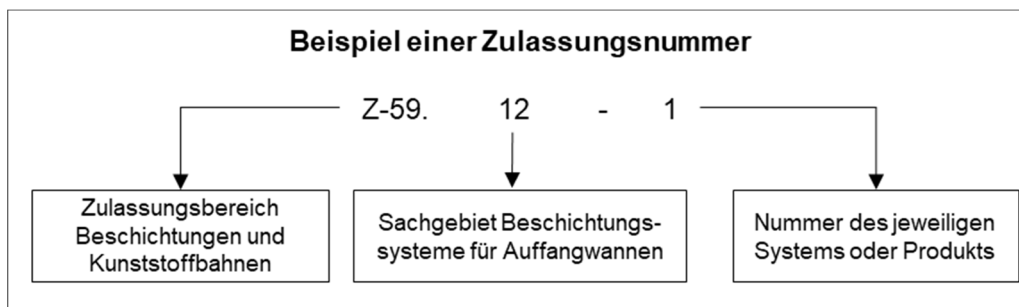 Beispiel einer Zulassungsnummer
Z-59. 12 - 1
Zulassungsbereich
Beschichtungen und
Kunststoffbahnen
Sachgebiet Beschichtungs-
systeme für Auffangwannen
Nummer des jeweiligen
Systems oder Produkts